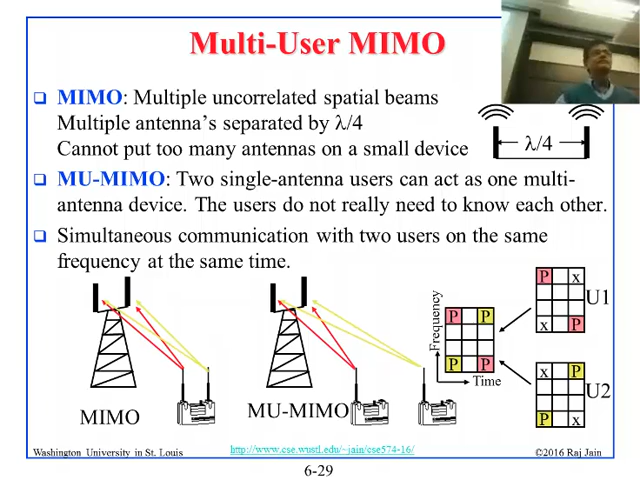 Multi-User MIMO
❑ MIMO: Multiple uncorrelated spatial beams
Multiple antenna's separated by λ/4
Cannot put too many antennas on a small device
λ/4
❑ MU-MIMO: Two single-antenna users can act as one multi-
antenna device. The users do not really need to know each other.
❑ Simultaneous communication with two users on the same
frequency at the same time.
MIMO
MU-MIMO
Frequency
P P
P P
Time
P x
x P
U1
x P
P x
U2
Washington University in St. Louis
http://www.cse.wustl.edu/~jain/cse574-16/
©2016 Raj Jain
6-29